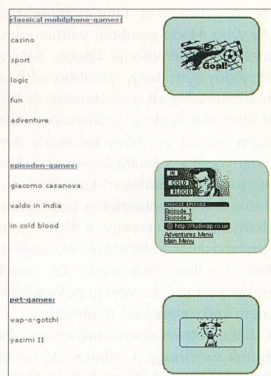 classical mobilphone-games:
casino
sport
logic
fun
adventure
Goal!
episoden-games:
giacomo casanova
valdo in india
in cold blood
IN
COLD
BLOOD
CHOOSE EPISODE
Episode 1
Episode 2
http://ludiwap.co.us
Adventures Menu
Main Menu
pet-games:
wap-o-gotchi
yazimi II